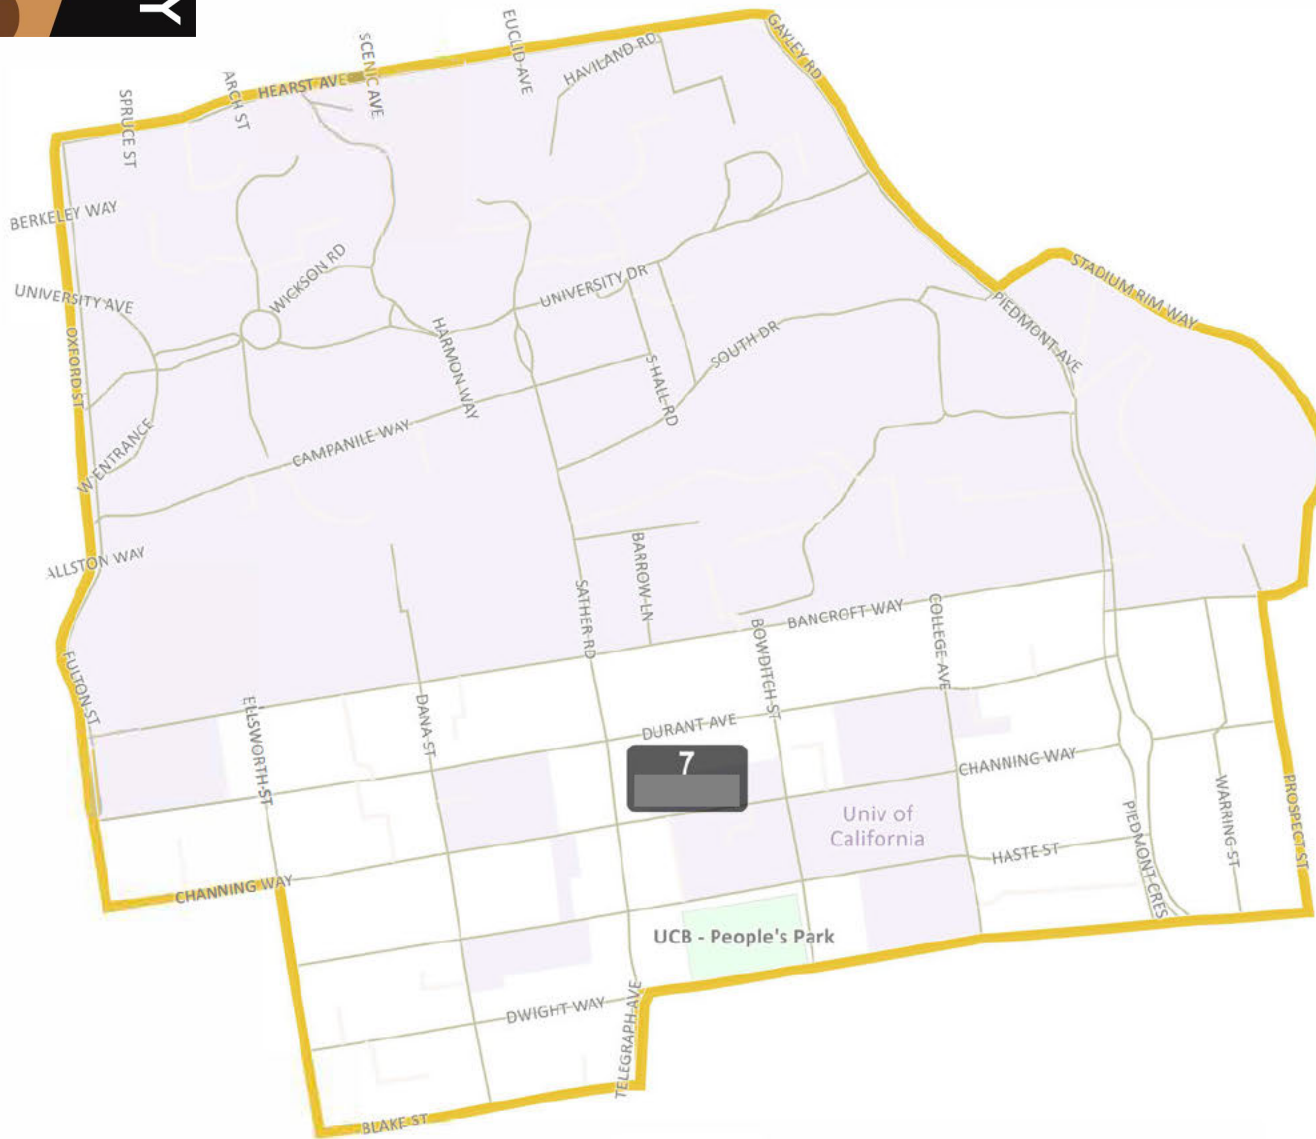 Y
EUCLID AVE
GAYLEY RD
SCENIC AVE
HAVILAND RD
ARCH ST
HEARST AVE
SPRUCE ST
BERKELEY WAY
WICKSON RD
STADIUM RIM WAY
UNIVERSITY AVE
UNIVERSITY DR
PIEDMONT AVE
OXFORD ST
HARMON WAY
SOUTH DR
S HALL RD
W ENTRANCE
CAMPANILE WAY
ALLSTON WAY
BARROW LN
SATHER RD
BANCROFT WAY
COLLEGE AVE
BOWDITCH ST
FULTON ST
ELLSWORTH ST
DANA ST
DURANT AVE
7
CHANNING WAY
PROSPECT ST
WARRING ST
PIEDMONT CRES
Univ of
California
HASTE ST
CHANNING WAY
UCB - People's Park
DWIGHT WAY
TELEGRAPH AVE
BLAKE ST